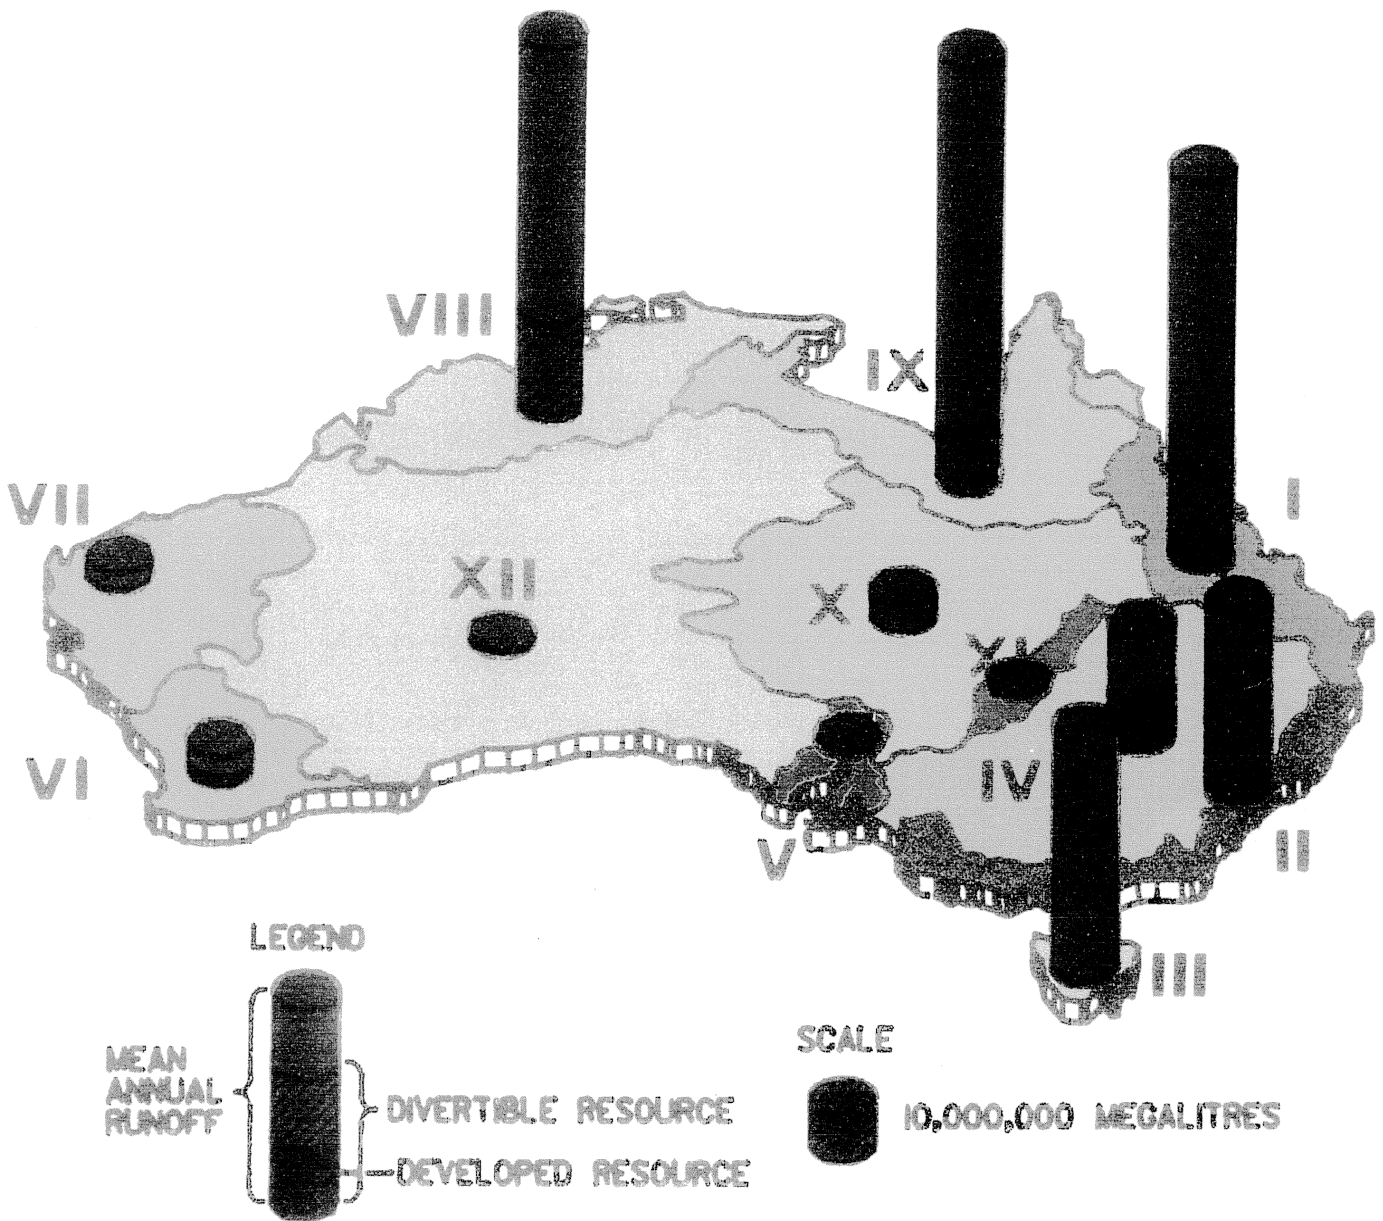 VIII
IX
VII
I
XII
X
XI
IV
VI
V
II
III
LEGEND
MEAN
ANNUAL
RUNOFF
DIVERTIBLE RESOURCE
DEVELOPED RESOURCE
SCALE
10,000,000 MEGALITRES